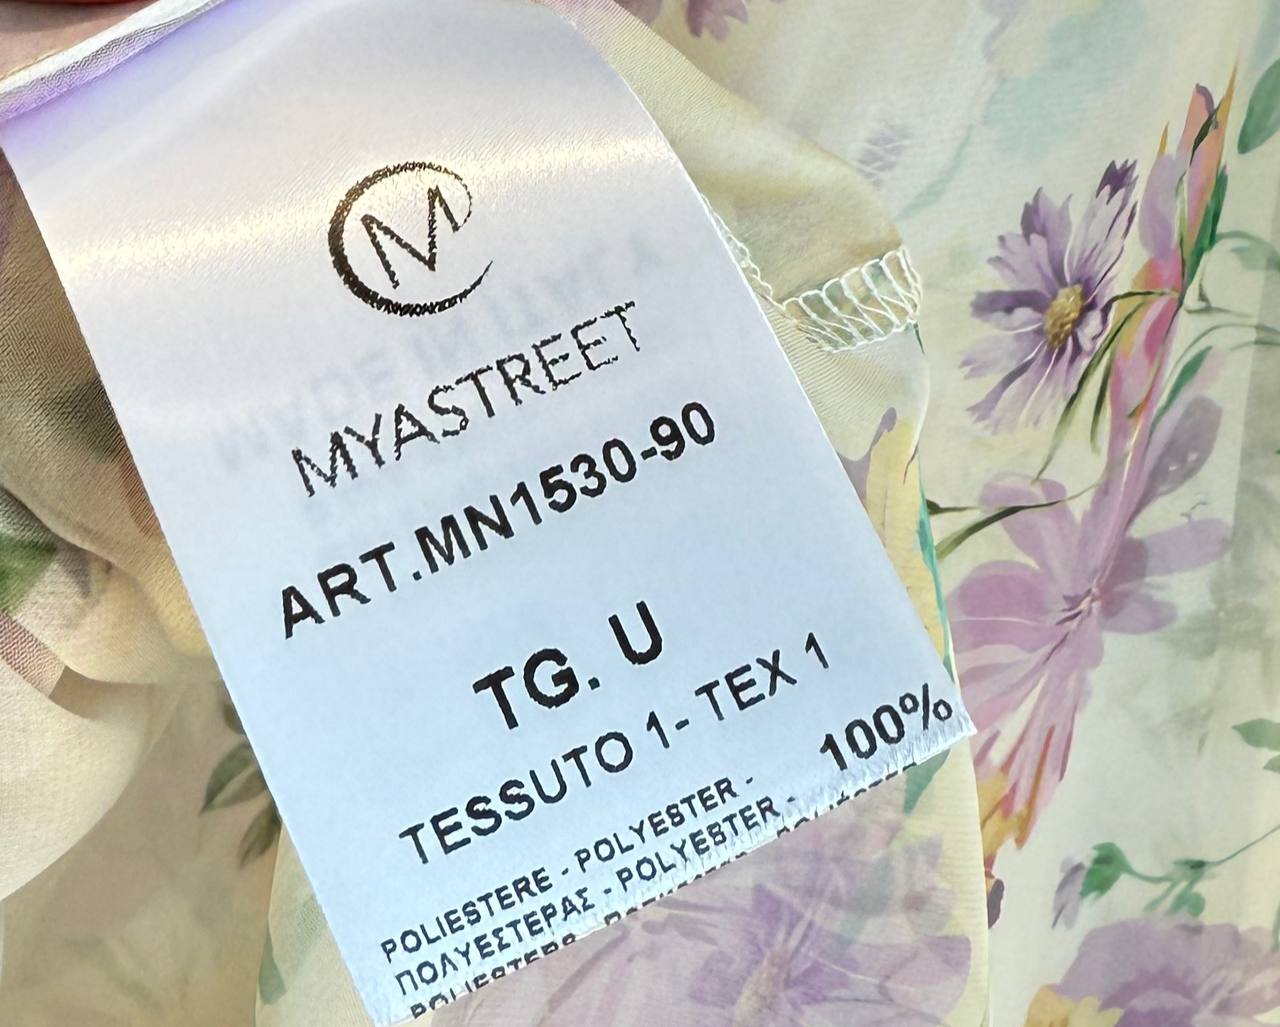 M
MYASTREET
ART.MN1530-90
TG. U
TESSUTO 1- TEX 1
100%
POLIESTERE - POLYESTER -
ΠΟΛΥΕΣΤΕΡΑΣ - POLYESTER -